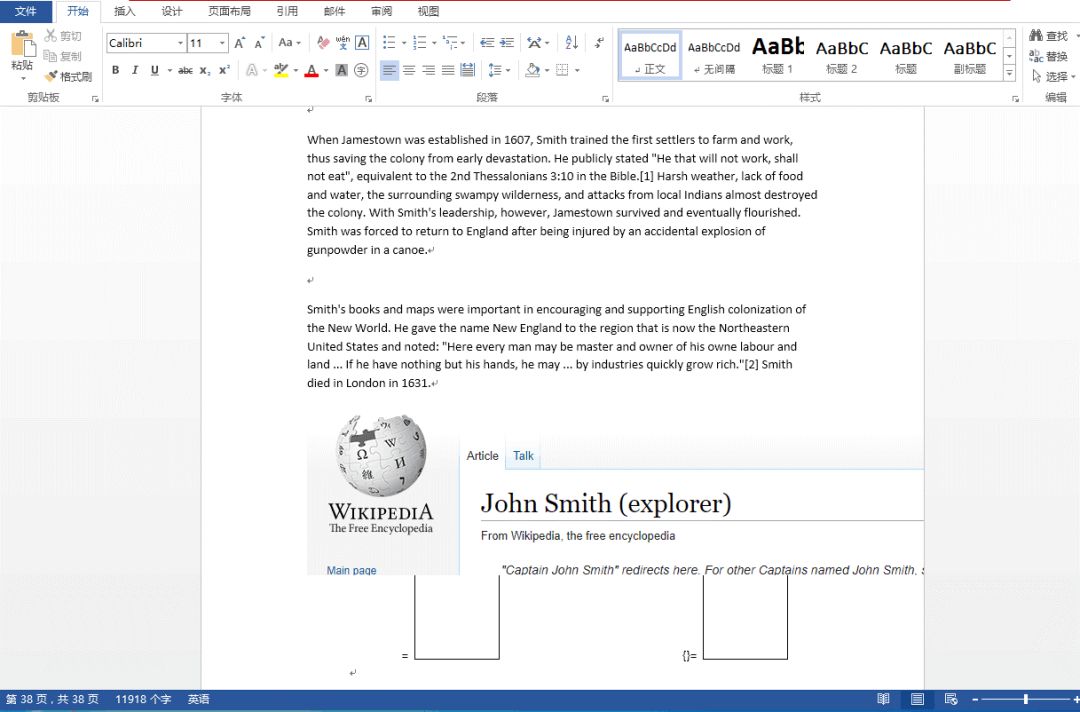 文件 开始 插入 设计 页面布局 引用 邮件 审阅 视图
粘贴 剪切 复制 格式刷
Calibri 11 A A Aa wén 文 A
B I U abc X₂ X² A aby A A 字
AaBbCcDd 正文 AaBbCcDd 无间隔 AaBb 标题 1 AaBbC 标题 2 AaBbC 标题 AaBbC 副标题
查找 替换 选择
剪贴板 字体 段落 样式 编辑
When Jamestown was established in 1607, Smith trained the first settlers to farm and work,
thus saving the colony from early devastation. He publicly stated "He that will not work, shall
not eat", equivalent to the 2nd Thessalonians 3:10 in the Bible.[1] Harsh weather, lack of food
and water, the surrounding swampy wilderness, and attacks from local Indians almost destroyed
the colony. With Smith's leadership, however, Jamestown survived and eventually flourished.
Smith was forced to return to England after being injured by an accidental explosion of
gunpowder in a canoe.
Smith's books and maps were important in encouraging and supporting English colonization of
the New World. He gave the name New England to the region that is now the Northeastern
United States and noted: "Here every man may be master and owner of his owne labour and
land ... If he have nothing but his hands, he may ... by industries quickly grow rich."[2] Smith
died in London in 1631.
WIKIPEDIA
The Free Encyclopedia
Main page
Article Talk
John Smith (explorer)
From Wikipedia, the free encyclopedia
"Captain John Smith" redirects here. For other Captains named John Smith, s
= {}=
第 38 页，共 38 页 11918 个字 英语